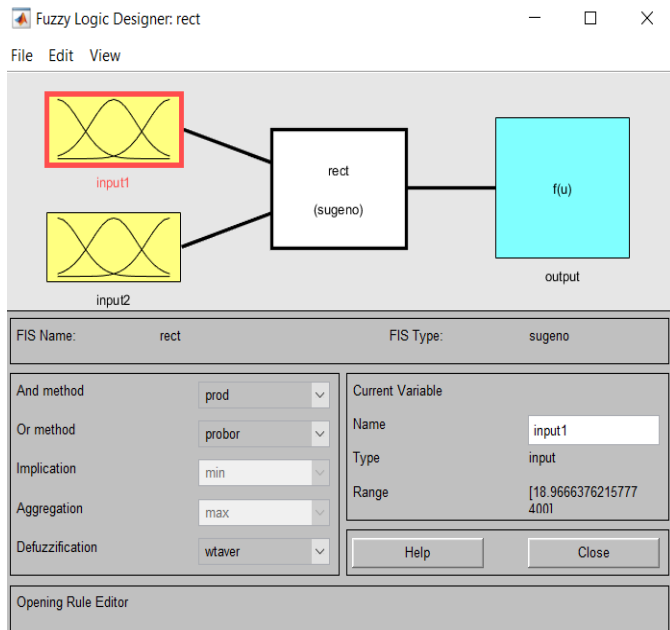 Fuzzy Logic Designer: rect
File Edit View
input1
input2
rect
(sugeno)
f(u)
output
FIS Name: rect FIS Type: sugeno
And method prod
Or method probor
Implication min
Aggregation max
Defuzzification wtaver
Current Variable
Name input1
Type input
Range [18.9666376215777
400]
Help Close
Opening Rule Editor